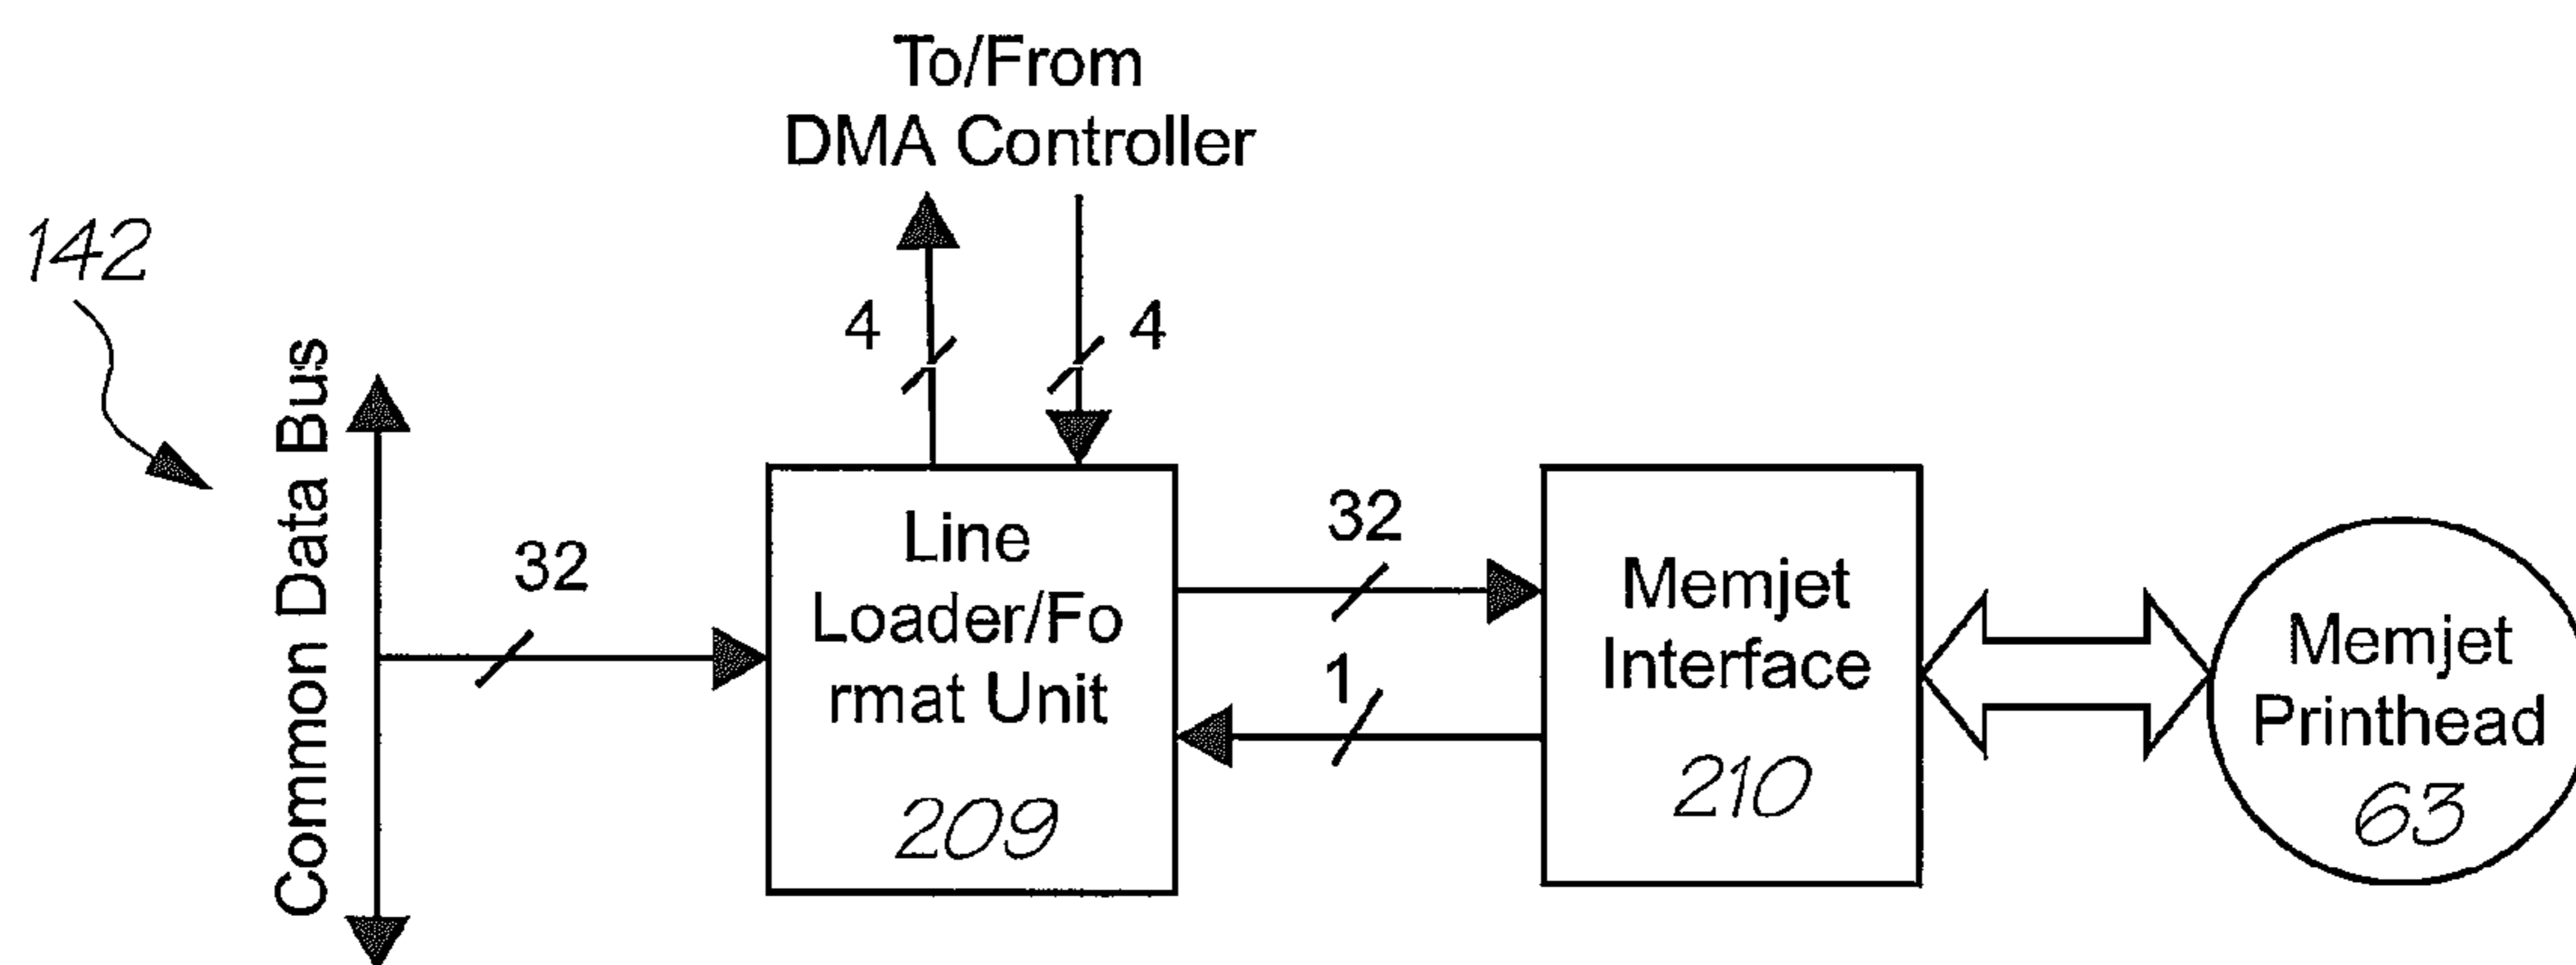 To/From
DMA Controller
142
4
4
Common Data Bus
32
Line
Loader/Fo
rmat Unit
209
32
1
Memjet
Interface
210
Memjet
Printhead
63